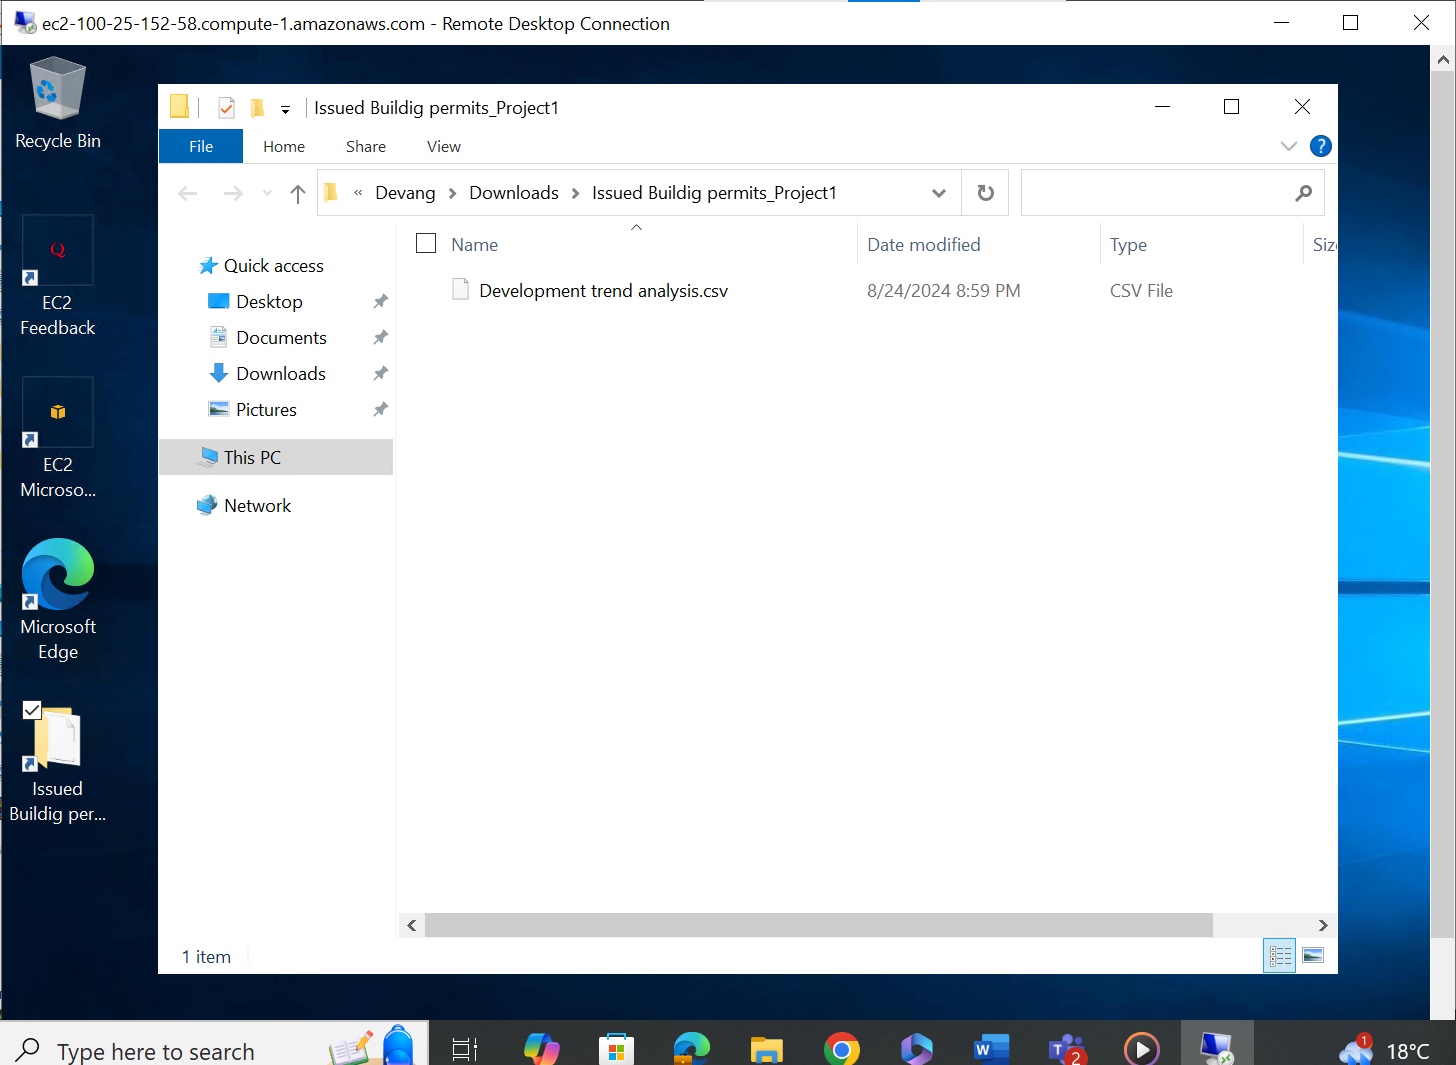 ec2-100-25-152-58.compute-1.amazonaws.com - Remote Desktop Connection
Recycle Bin
EC2
Feedback
EC2
Microso...
Microsoft
Edge
Issued
Buildig per...
Issued Buildig permits_Project1
File Home Share View
?
« Devang > Downloads > Issued Buildig permits_Project1
Quick access
Desktop
Documents
Downloads
Pictures
This PC
Network
Name Date modified Type Siz
Development trend analysis.csv 8/24/2024 8:59 PM CSV File
1 item
Type here to search
W
T
2
1
18°C